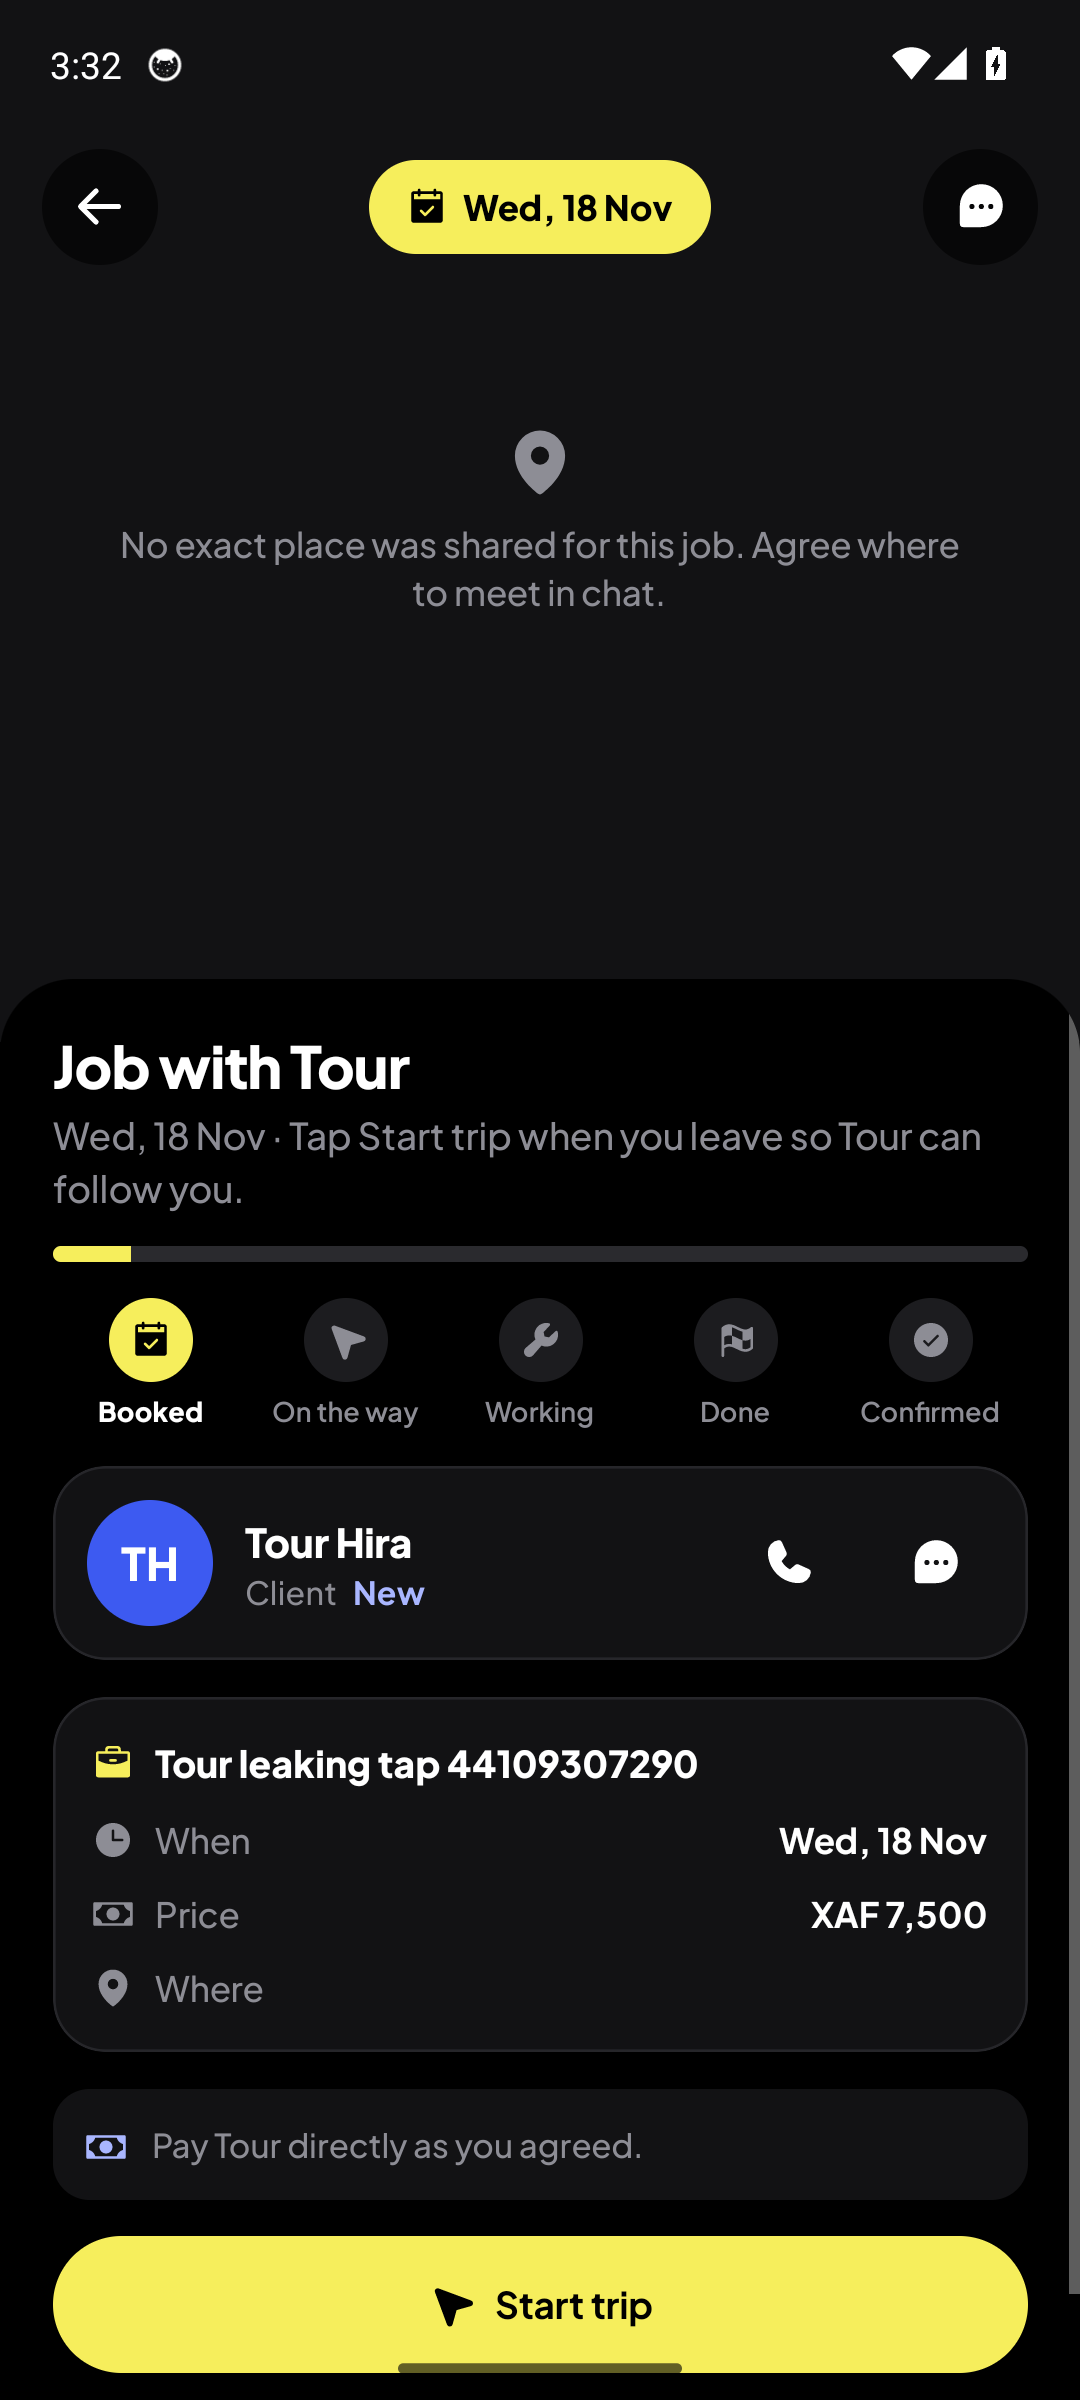 3:32
Wed, 18 Nov
No exact place was shared for this job. Agree where
to meet in chat.
Job with Tour
Wed, 18 Nov · Tap Start trip when you leave so Tour can
follow you.
Booked
On the way
Working
Done
Confirmed
TH
Tour Hira
Client New
Tour leaking tap 44109307290
When
Wed, 18 Nov
Price
XAF 7,500
Where
Pay Tour directly as you agreed.
Start trip